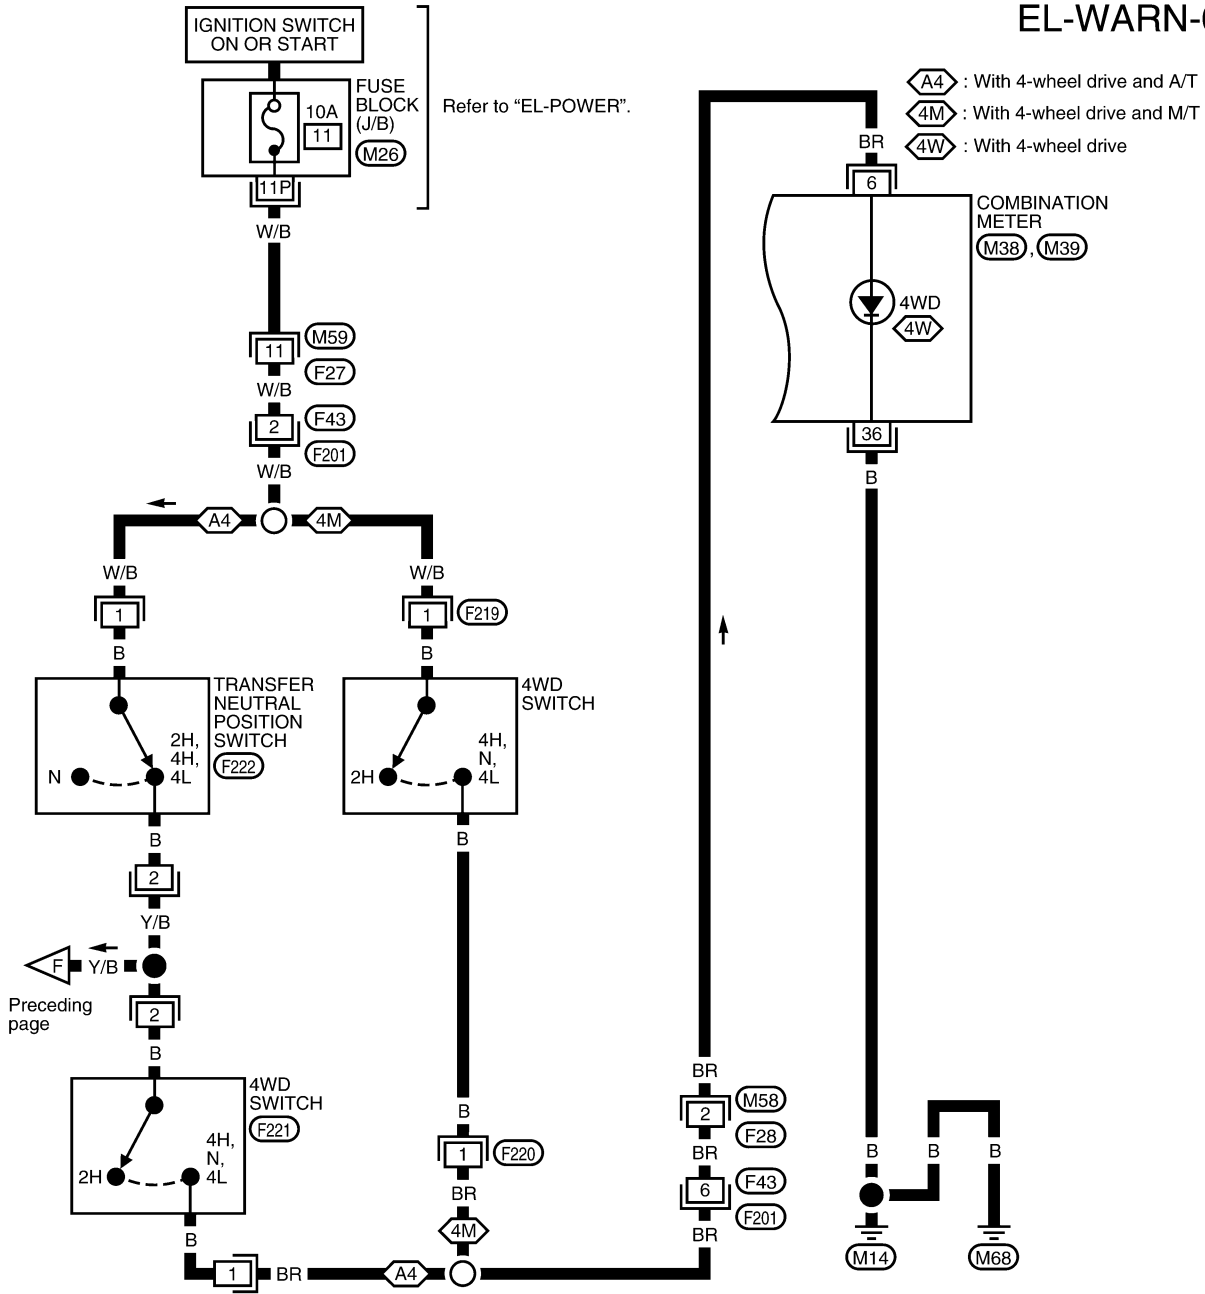 EL-WARN-
IGNITION SWITCH
ON OR START
FUSE
BLOCK
(J/B)
M26
10A
11
11P
Refer to “EL-POWER”.
A4 : With 4-wheel drive and A/T
4M : With 4-wheel drive and M/T
4W : With 4-wheel drive
W/B
11
M59
F27
W/B
2
F43
F201
W/B
A4
4M
W/B
W/B
1
1
F219
B
B
TRANSFER
NEUTRAL
POSITION
SWITCH
F222
2H,
4H,
4L
N
4WD
SWITCH
4H,
N,
4L
2H
B
2
Y/B
F
Y/B
Preceding
page
2
B
4WD
SWITCH
F221
4H,
N,
4L
2H
B
1
BR
A4
B
B
1
F220
BR
4M
BR
6
COMBINATION
METER
M38 , M39
4WD
4W
36
B
BR
2
M58
F28
BR
6
F43
F201
BR
B
B
B
M14
M68